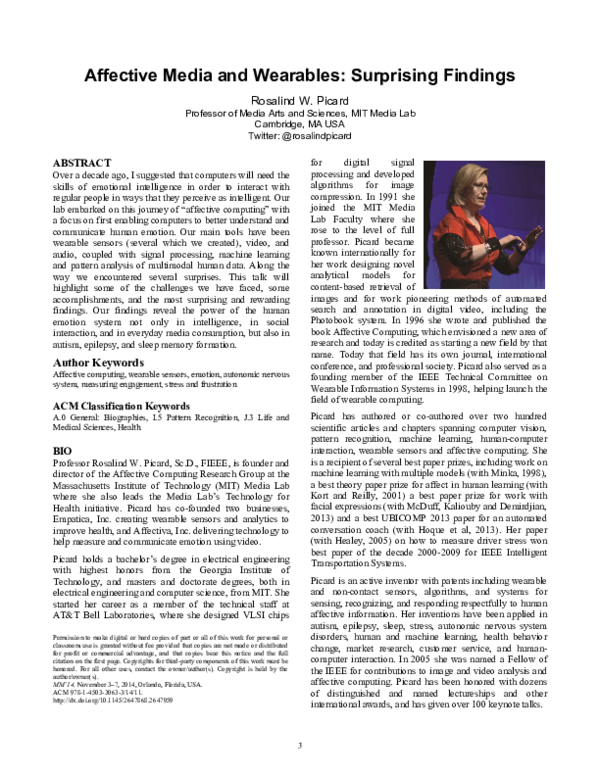 Affective Media and Wearables: Surprising Findings
Rosalind W. Picard
Professor of Media Arts and Sciences, MIT Media Lab
Cambridge, MA USA
Twitter: @rosalindpicard
ABSTRACT
Over a decade ago, I suggested that computers will need the
skills of emotional intelligence in order to interact with
regular people in ways that they perceive as intelligent. Our
lab embarked on this journey of “affective computing” with
a focus on first enabling computers to better understand and
communicate human emotion. Our main tools have been
wearable sensors (several which we created), video, and
audio, coupled with signal processing, machine learning
and pattern analysis of multimodal human data. Along the
way we encountered several surprises. This talk will
highlight some of the challenges we have faced, some
accomplishments, and the most surprising and rewarding
findings. Our findings reveal the power of the human
emotion system not only in intelligence, in social
interaction, and in everyday media consumption, but also in
autism, epilepsy, and sleep memory formation.
Author Keywords
Affective computing, wearable sensors, emotion, autonomic nervous
system, measuring engagement, stress and frustration
ACM Classification Keywords
A.0 General: Biographies, I.5 Pattern Recognition, J.3 Life and
Medical Sciences, Health
BIO
Professor Rosalind W. Picard, Sc.D., FIEEE, is founder and
director of the Affective Computing Research Group at the
Massachusetts Institute of Technology (MIT) Media Lab
where she also leads the Media Lab’s Technology for
Health initiative. Picard has co-founded two businesses,
Empatica, Inc. creating wearable sensors and analytics to
improve health, and Affectiva, Inc. delivering technology to
help measure and communicate emotion using video.
Picard holds a bachelor’s degree in electrical engineering
with highest honors from the Georgia Institute of
Technology, and masters and doctorate degrees, both in
electrical engineering and computer science, from MIT. She
started her career as a member of the technical staff at
AT&T Bell Laboratories, where she designed VLSI chips
Permission to make digital or hard copies of part or all of this work for personal or
classroom use is granted without fee provided that copies are not made or distributed
for profit or commercial advantage, and that copies bear this notice and the full
citation on the first page. Copyrights for third-party components of this work must be
honored. For all other uses, contact the owner/author(s). Copyright is held by the
author/owner(s).
MM'14, November 3–7, 2014, Orlando, Florida, USA.
ACM 978-1-4503-3063-3/14/11.
http://dx.doi.org/10.1145/2647868.2647959
for digital signal
processing and developed
algorithms for image
compression. In 1991 she
joined the MIT Media
Lab Faculty where she
rose to the level of full
professor. Picard became
known internationally for
her work designing novel
analytical models for
content-based retrieval of
images and for work pioneering methods of automated
search and annotation in digital video, including the
Photobook system. In 1996 she wrote and published the
book Affective Computing, which envisioned a new area of
research and today is credited as starting a new field by that
name. Today that field has its own journal, international
conference, and professional society. Picard also served as a
founding member of the IEEE Technical Committee on
Wearable Information Systems in 1998, helping launch the
field of wearable computing.
Picard has authored or co-authored over two hundred
scientific articles and chapters spanning computer vision,
pattern recognition, machine learning, human-computer
interaction, wearable sensors and affective computing. She
is a recipient of several best paper prizes, including work on
machine learning with multiple models (with Minka, 1998),
a best theory paper prize for affect in human learning (with
Kort and Reilly, 2001) a best paper prize for work with
facial expressions (with McDuff, Kaliouby and Demirdjian,
2013) and a best UBICOMP 2013 paper for an automated
conversation coach (with Hoque et al, 2013). Her paper
(with Healey, 2005) on how to measure driver stress won
best paper of the decade 2000-2009 for IEEE Intelligent
Transportation Systems.
Picard is an active inventor with patents including wearable
and non-contact sensors, algorithms, and systems for
sensing, recognizing, and responding respectfully to human
affective information. Her inventions have been applied in
autism, epilepsy, sleep, stress, autonomic nervous system
disorders, human and machine learning, health behavior
change, market research, customer service, and human-
computer interaction. In 2005 she was named a Fellow of
the IEEE for contributions to image and video analysis and
affective computing. Picard has been honored with dozens
of distinguished and named lectureships and other
international awards, and has given over 100 keynote talks.
3